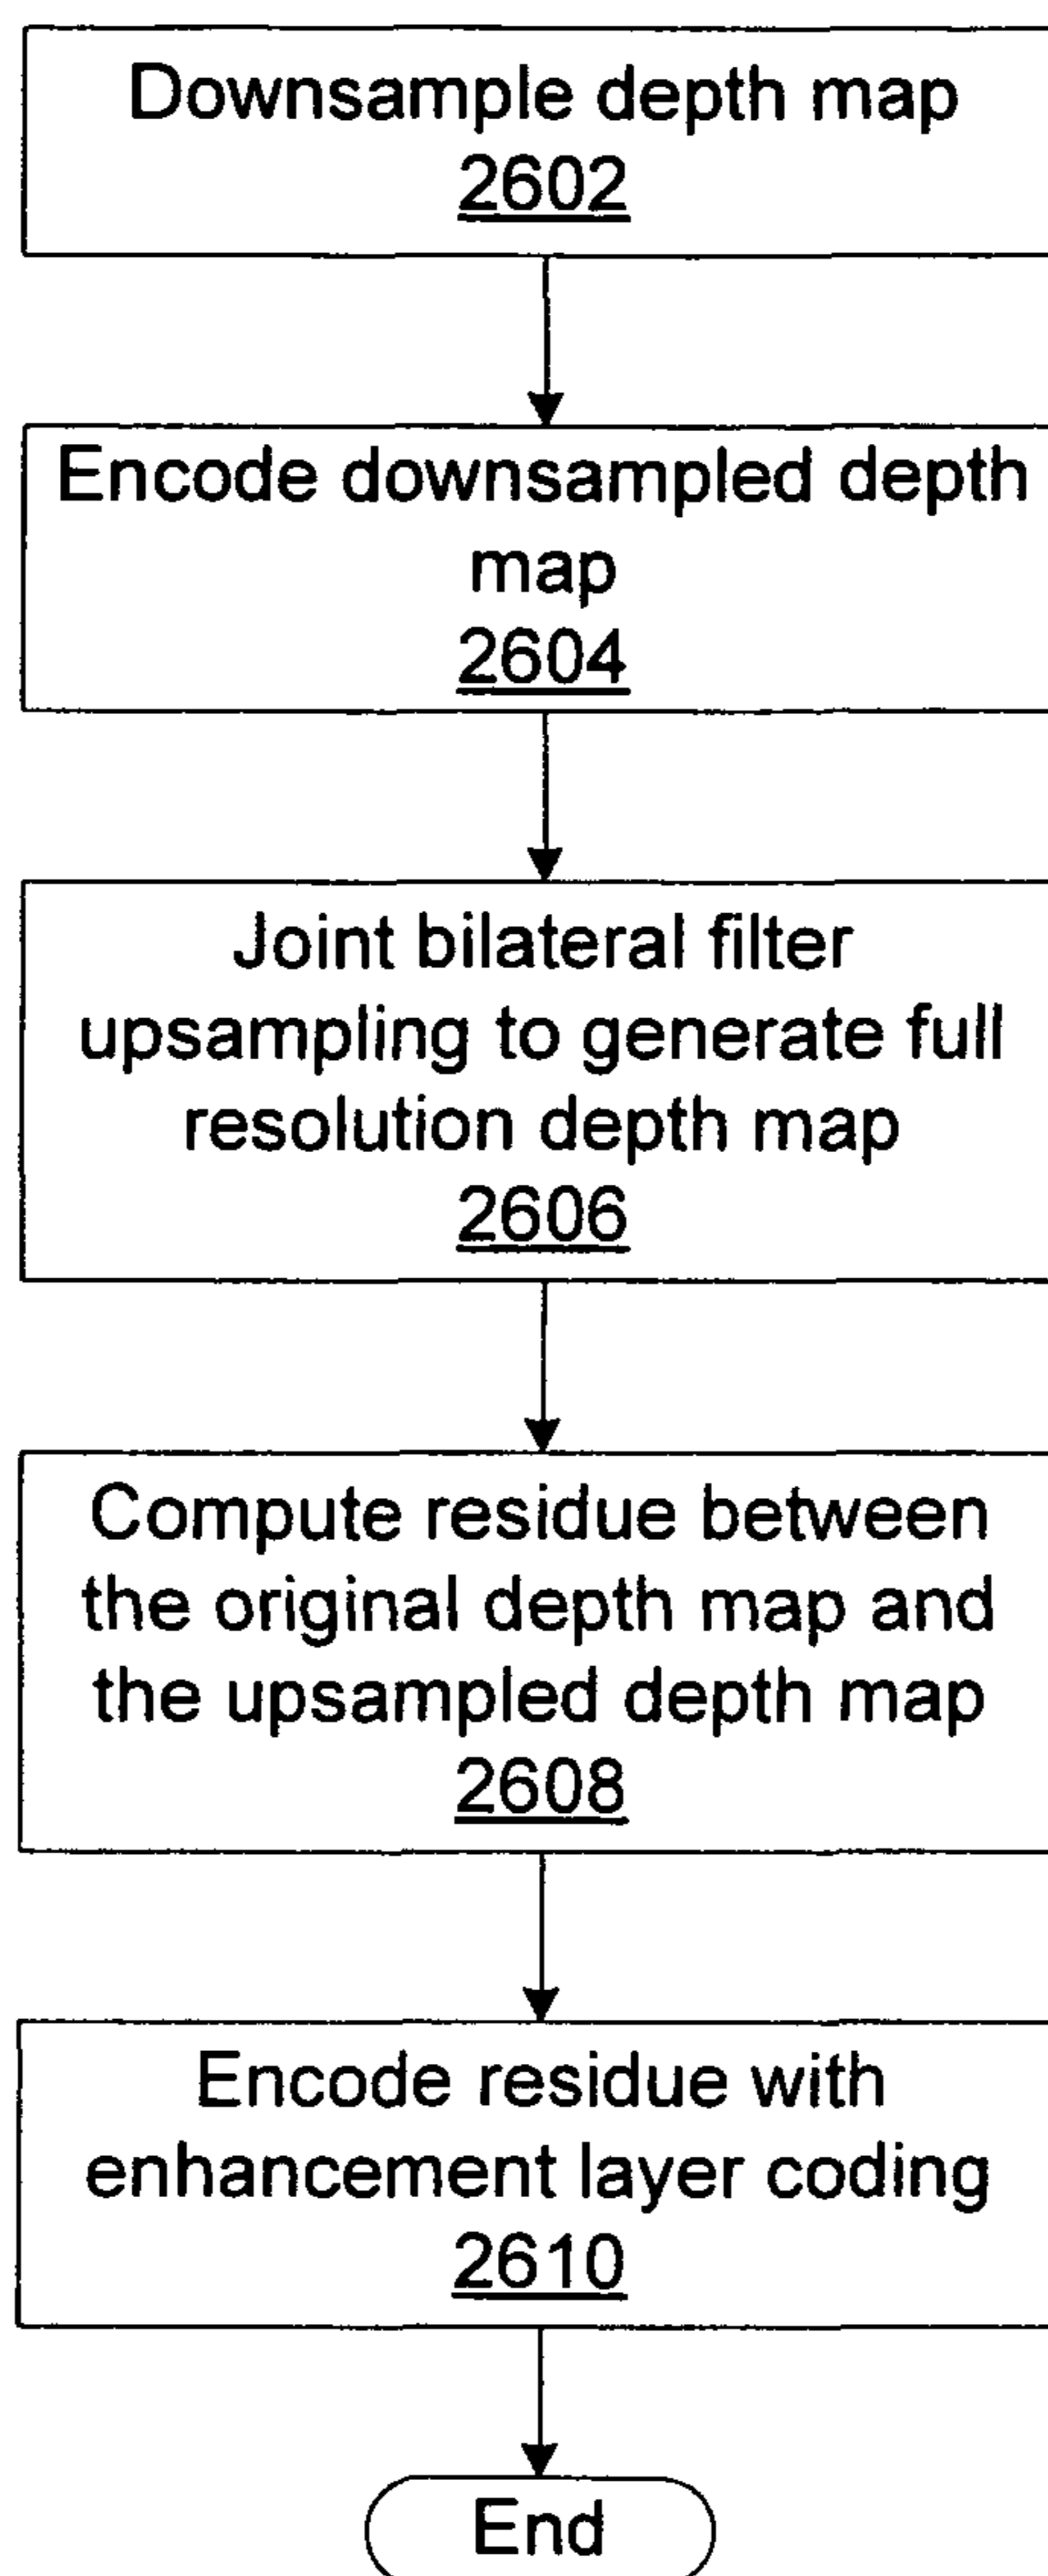 Downsample depth map
2602
Encode downsampled depth
map
2604
Joint bilateral filter
upsampling to generate full
resolution depth map
2606
Compute residue between
the original depth map and
the upsampled depth map
2608
Encode residue with
enhancement layer coding
2610
End